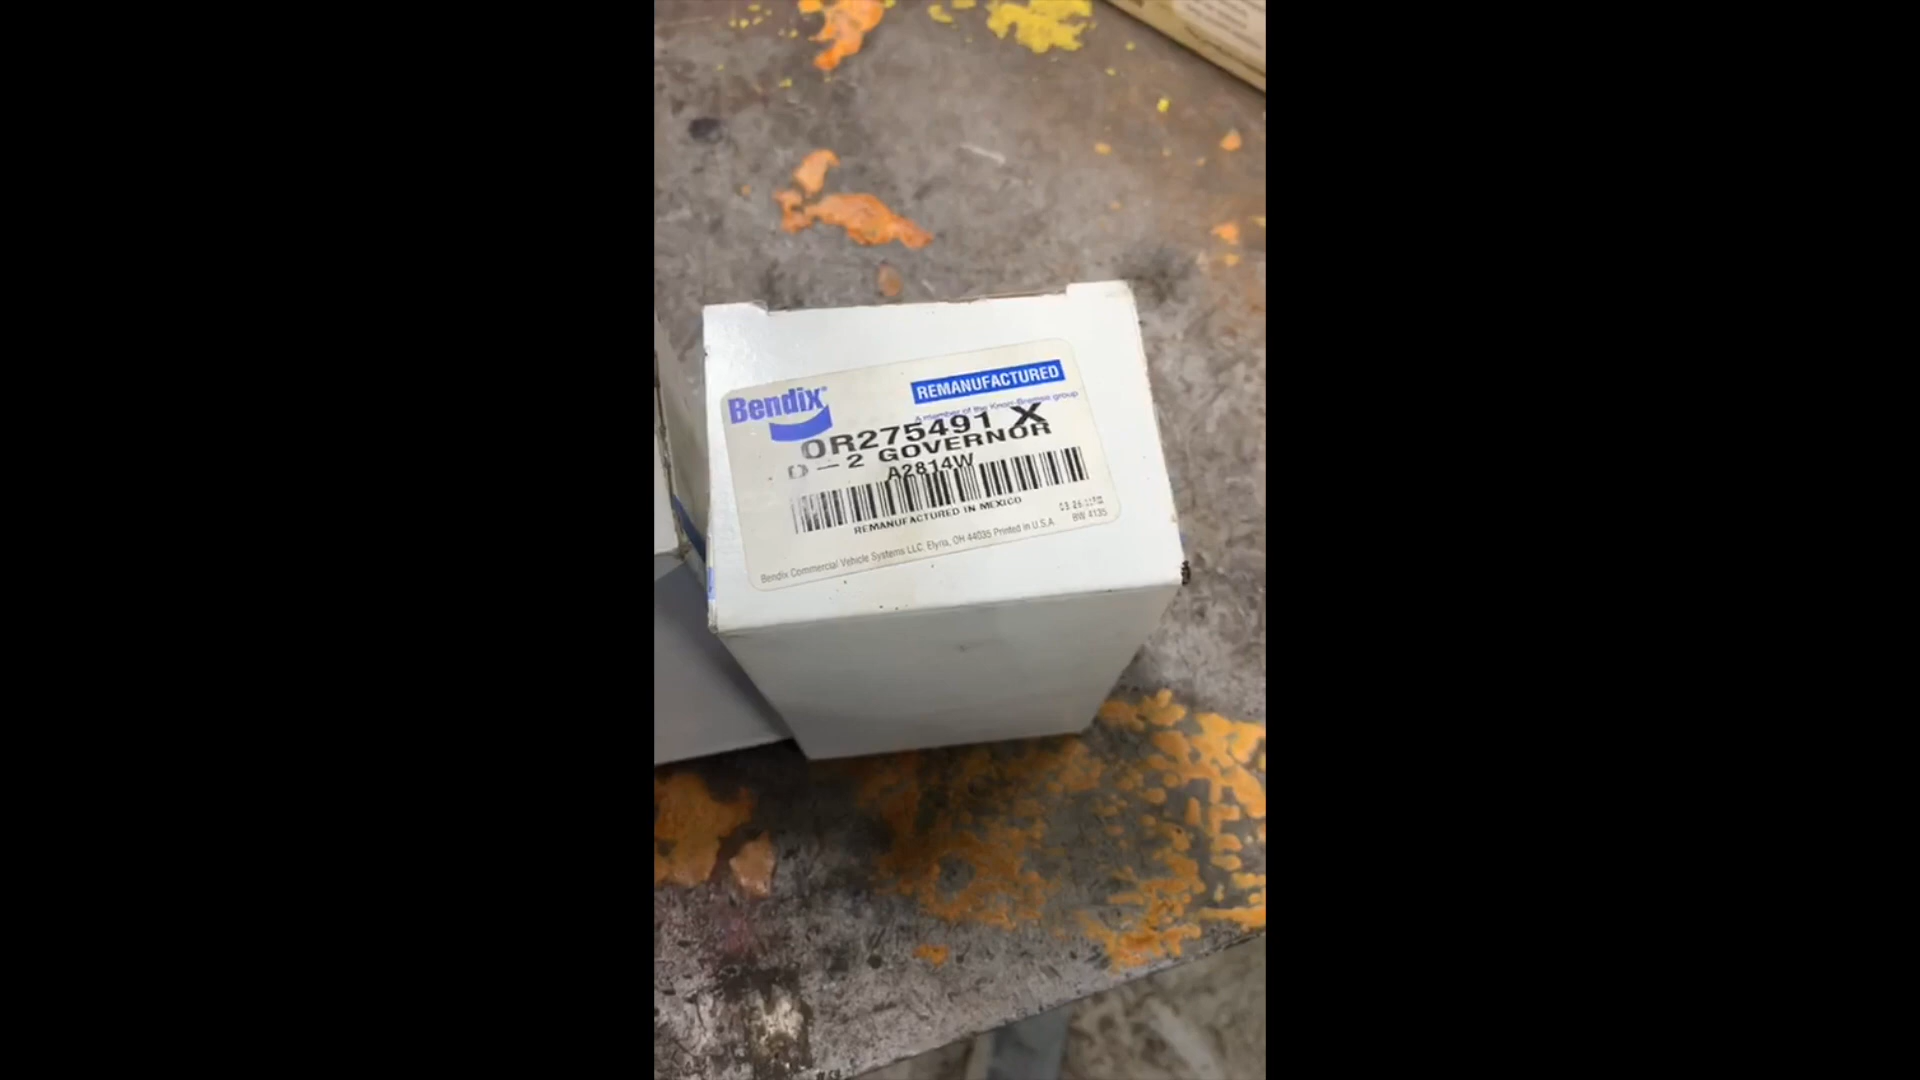 Bendix
REMANUFACTURED
A member of the Knorr-Bremse group
OR275491 X
D-2 GOVERNOR
A2814W
REMANUFACTURED IN MEXICO
BW 4135
Bendix Commercial Vehicle Systems LLC, Elyria, OH 44035 Printed in U.S.A.